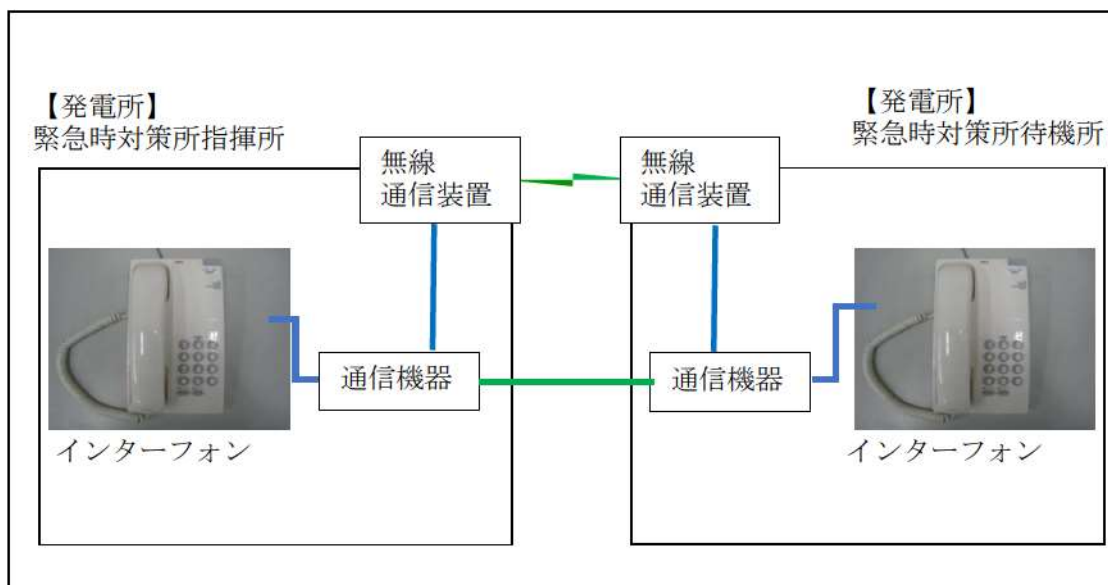 【発電所】
緊急時対策所指揮所
【発電所】
緊急時対策所待機所
無線
通信装置
無線
通信装置
通信機器
通信機器
インターフォン
インターフォン